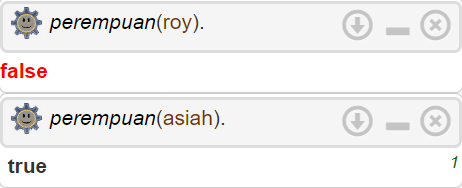 perempuan(roy).
false
perempuan(asiah).
true
1